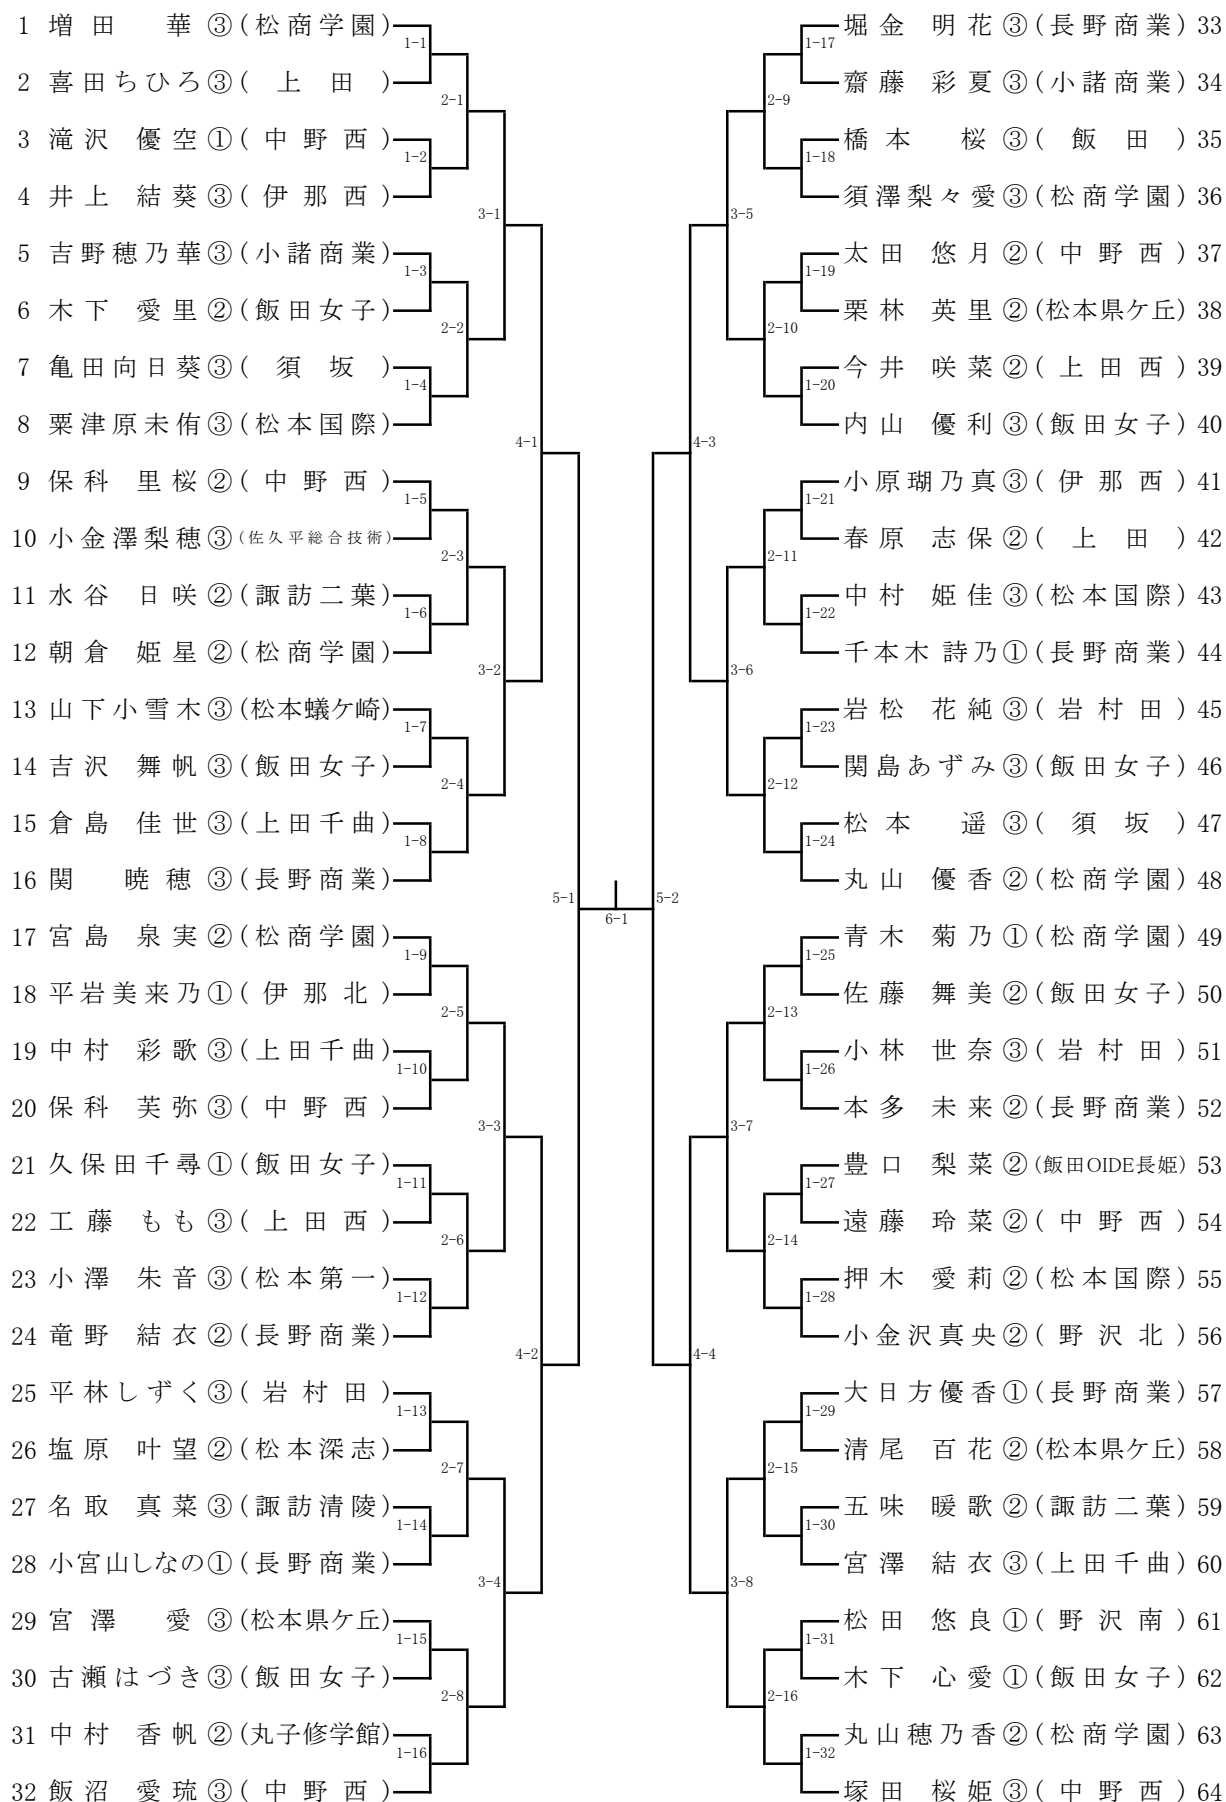 1 増田 華 ③ (松商学園)
1-1
2 喜田ちひろ ③ (上田)
2-1
3 滝沢 優空 ① (中野西)
1-2
4 井上 結葵 ③ (伊那西)
3-1
5 吉野穂乃華 ③ (小諸商業)
1-3
6 木下 愛里 ② (飯田女子)
2-2
7 亀田向日葵 ③ (須坂)
1-4
8 粟津原未侑 ③ (松本国際)
4-1
9 保科 里桜 ② (中野西)
1-5
10 小金澤梨穂 ③ (佐久平総合技術)
2-3
11 水谷 日咲 ② (諏訪二葉)
1-6
12 朝倉 姫星 ② (松商学園)
3-2
13 山下小雪木 ③ (松本蟻ケ崎)
1-7
14 吉沢 舞帆 ③ (飯田女子)
2-4
15 倉島 佳世 ③ (上田千曲)
1-8
16 関 暁穂 ③ (長野商業)
5-1
17 宮島 泉実 ② (松商学園)
1-9
18 平岩美来乃 ① (伊那北)
2-5
19 中村 彩歌 ③ (上田千曲)
1-10
20 保科 芙弥 ③ (中野西)
3-3
21 久保田千尋 ① (飯田女子)
1-11
22 工藤 もも ③ (上田西)
2-6
23 小澤 朱音 ③ (松本第一)
1-12
24 竜野 結衣 ② (長野商業)
4-2
25 平林しずく ③ (岩村田)
1-13
26 塩原 叶望 ② (松本深志)
2-7
27 名取 真菜 ③ (諏訪清陵)
1-14
28 小宮山しなの ① (長野商業)
3-4
29 宮澤 愛 ③ (松本県ケ丘)
1-15
30 古瀬はづき ③ (飯田女子)
2-8
31 中村 香帆 ② (丸子修学館)
1-16
32 飯沼 愛琉 ③ (中野西)
6-1
堀金 明花 ③ (長野商業) 33
1-17
齋藤 彩夏 ③ (小諸商業) 34
2-9
橋本 桜 ③ (飯田) 35
1-18
須澤梨々愛 ③ (松商学園) 36
3-5
太田 悠月 ② (中野西) 37
1-19
栗林 英里 ② (松本県ケ丘) 38
2-10
今井 咲菜 ② (上田西) 39
1-20
内山 優利 ③ (飯田女子) 40
4-3
小原瑚乃真 ③ (伊那西) 41
1-21
春原 志保 ② (上田) 42
2-11
中村 姫佳 ③ (松本国際) 43
1-22
千本木 詩乃 ① (長野商業) 44
3-6
岩松 花純 ③ (岩村田) 45
1-23
関島あずみ ③ (飯田女子) 46
2-12
松本 遥 ③ (須坂) 47
1-24
丸山 優香 ② (松商学園) 48
5-2
青木 菊乃 ① (松商学園) 49
1-25
佐藤 舞美 ② (飯田女子) 50
2-13
小林 世奈 ③ (岩村田) 51
1-26
本多 未来 ② (長野商業) 52
3-7
豊口 梨菜 ② (飯田OIDE長姫) 53
1-27
遠藤 玲菜 ② (中野西) 54
2-14
押木 愛莉 ② (松本国際) 55
1-28
小金沢真央 ② (野沢北) 56
4-4
大日方優香 ① (長野商業) 57
1-29
清尾 百花 ② (松本県ケ丘) 58
2-15
五味 暖歌 ② (諏訪二葉) 59
1-30
宮澤 結衣 ③ (上田千曲) 60
3-8
松田 悠良 ① (野沢南) 61
1-31
木下 心愛 ① (飯田女子) 62
2-16
丸山穂乃香 ② (松商学園) 63
1-32
塚田 桜姫 ③ (中野西) 64